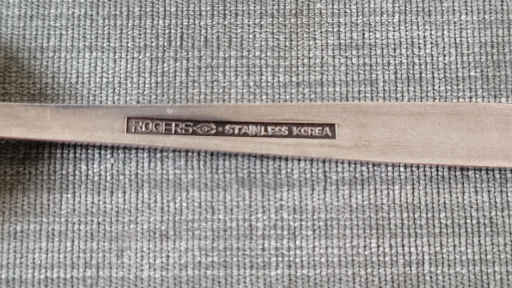 ROGERS • STAINLESS KOREA